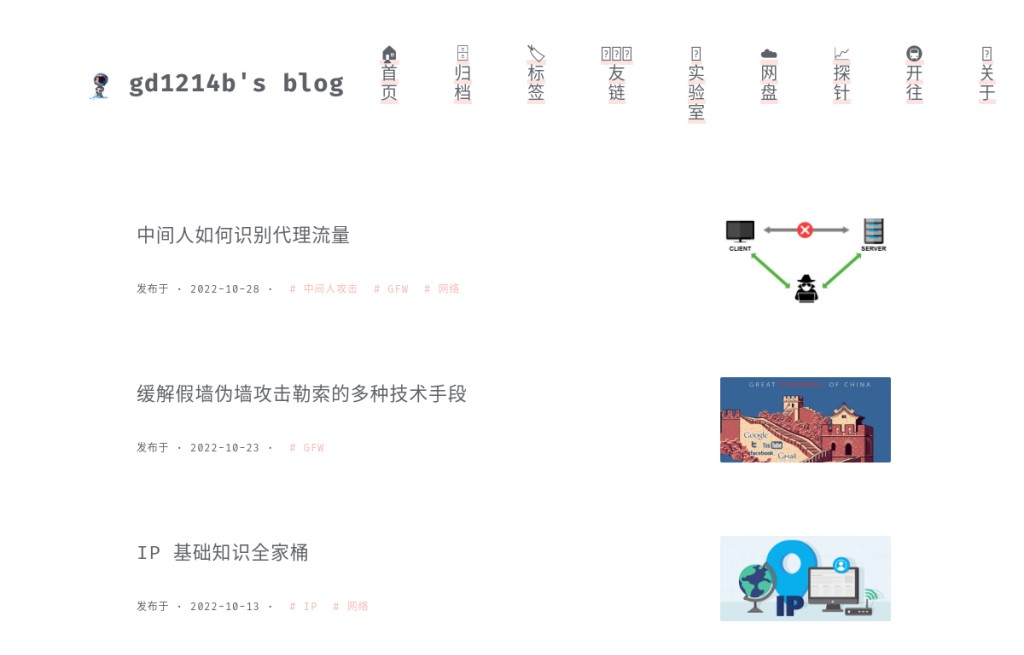 gd1214b's blog
首页
归档
标签
友链
实验室
网盘
探针
开往
关于
中间人如何识别代理流量
发布于 · 2022-10-28 · # 中间人攻击 # GFW # 网络
CLIENT
SERVER
缓解假墙伪墙攻击勒索的多种技术手段
发布于 · 2022-10-23 · # GFW
GREAT FIREWALL OF CHINA
Google
You Tube
facebook
Gmail
IP 基础知识全家桶
发布于 · 2022-10-13 · # IP # 网络
IP